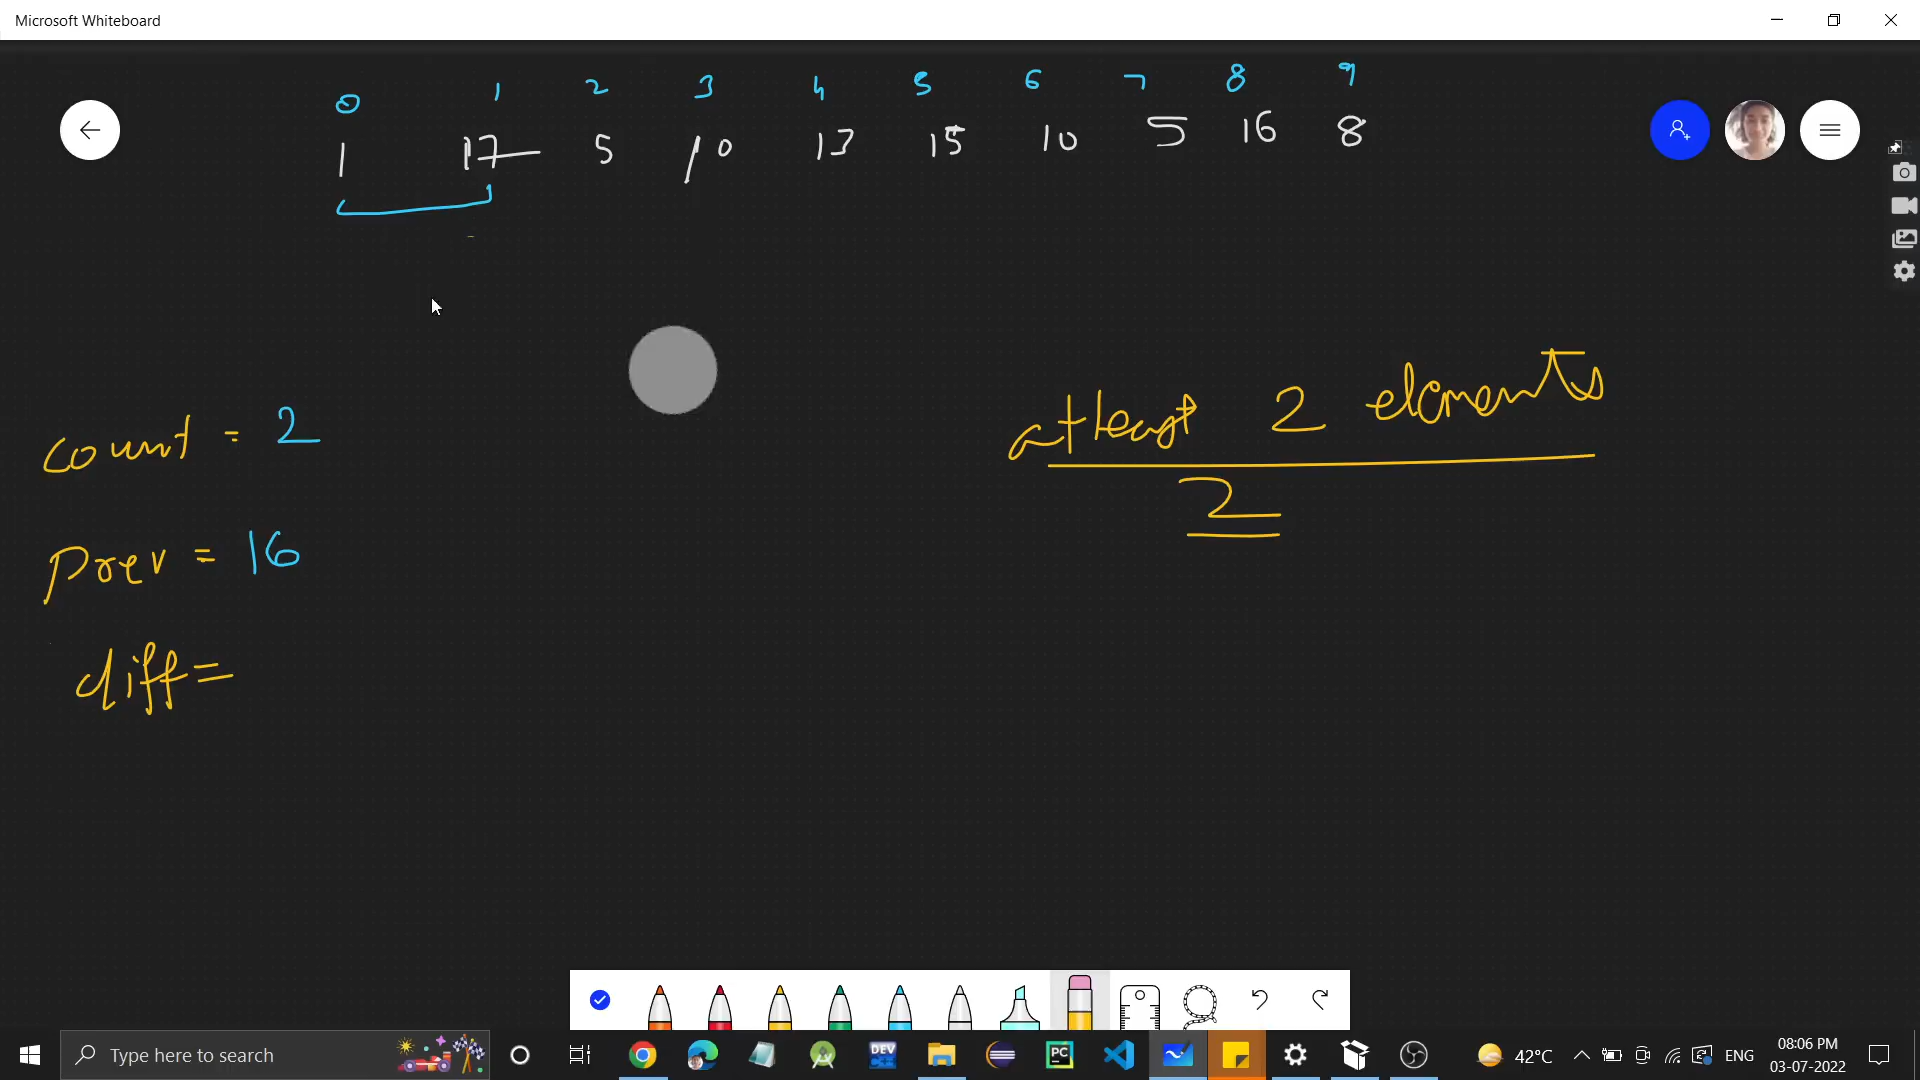 Microsoft Whiteboard
0 1 2 3 4 5 6 7 8 9
1 17 5 10 13 15 10 5 16 8
atleast 2 elements
2
count = 2
prev = 16
diff =
Type here to search
DEV
PC
42°C
ENG
08:06 PM
03-07-2022